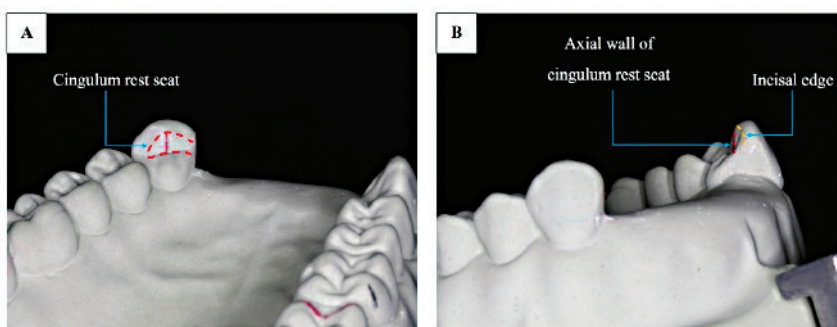 A
Cingulum rest seat
B
Axial wall of
cingulum rest seat
Incisal edge